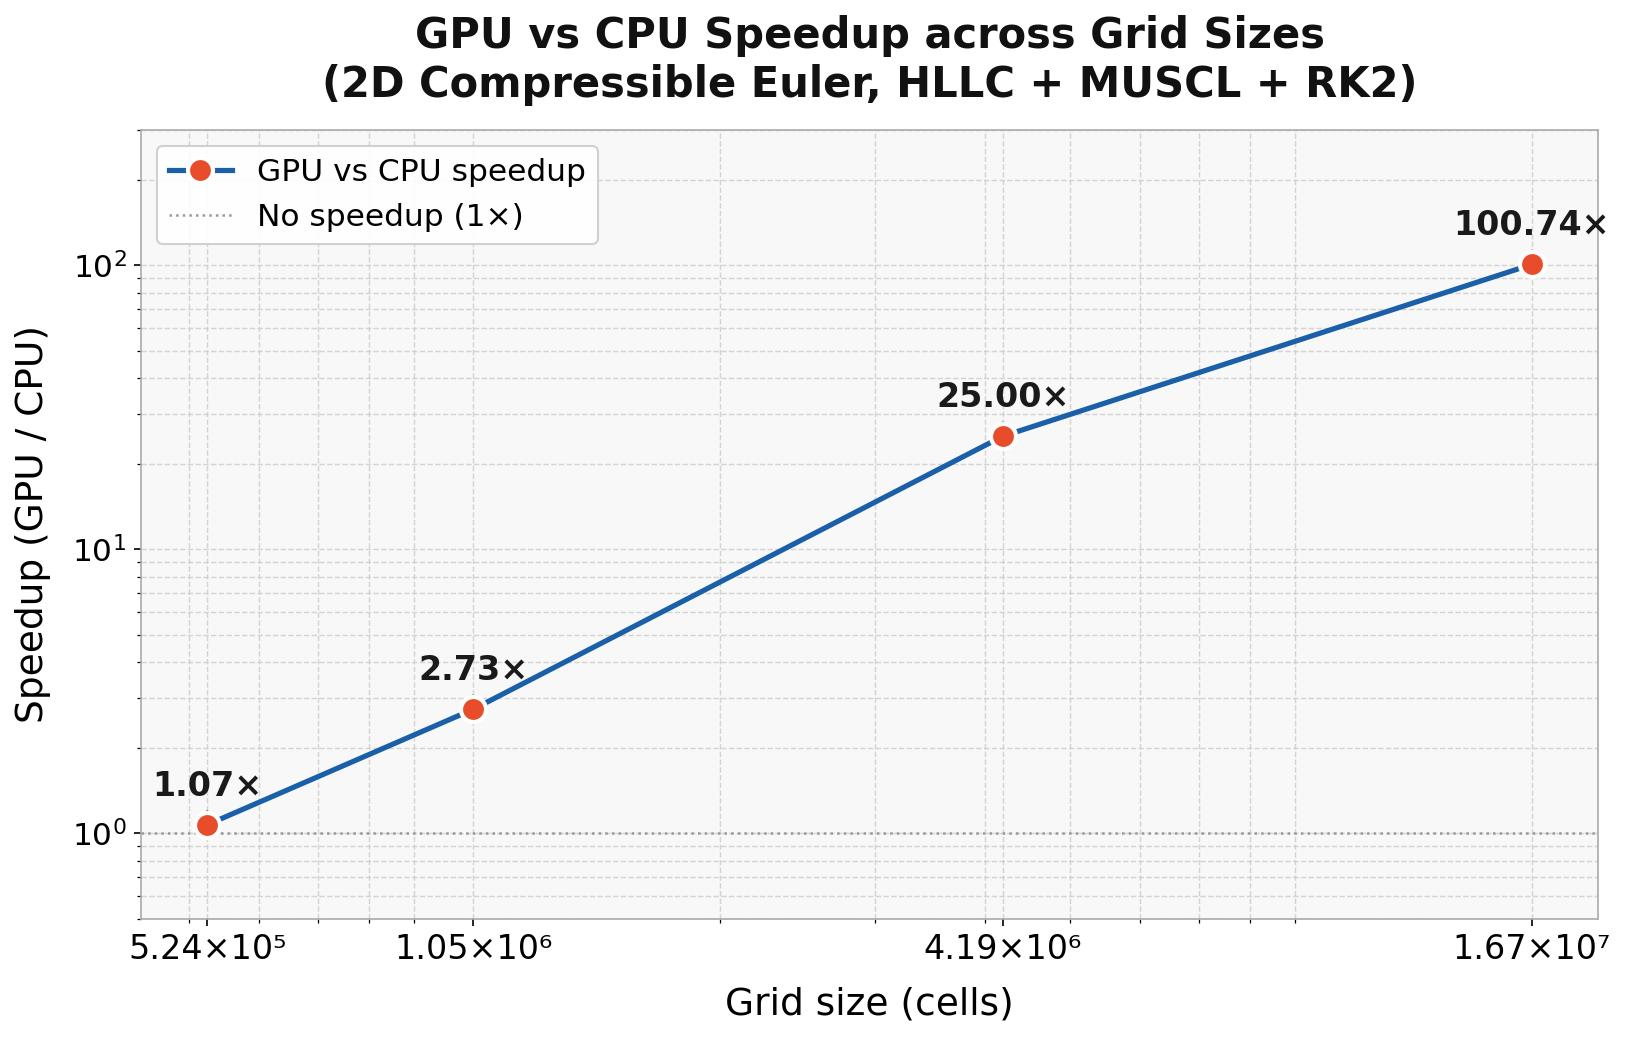 GPU vs CPU Speedup across Grid Sizes
(2D Compressible Euler, HLLC + MUSCL + RK2)
GPU vs CPU speedup
No speedup (1×)
100.74×
25.00×
2.73×
1.07×
10²
10¹
10⁰
Speedup (GPU / CPU)
5.24×10⁵ 1.05×10⁶ 4.19×10⁶ 1.67×10⁷
Grid size (cells)